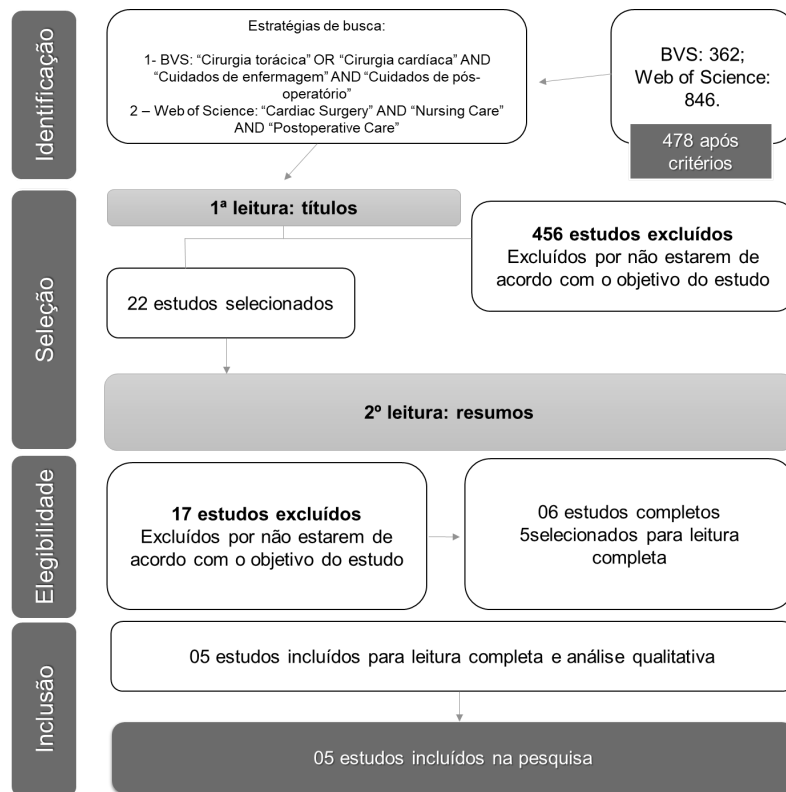 Identificação
Estratégias de busca:
1- BVS: “Cirurgia torácica” OR “Cirurgia cardíaca” AND
“Cuidados de enfermagem” AND “Cuidados de pós-
operatório”
2 – Web of Science: “Cardiac Surgery” AND “Nursing Care”
AND “Postoperative Care”
BVS: 362;
Web of Science:
846.
478 após
critérios
Seleção
1ª leitura: títulos
456 estudos excluídos
Excluídos por não estarem de
acordo com o objetivo do estudo
22 estudos selecionados
2º leitura: resumos
Elegibilidade
17 estudos excluídos
Excluídos por não estarem de
acordo com o objetivo do estudo
06 estudos completos
5selecionados para leitura
completa
Inclusão
05 estudos incluídos para leitura completa e análise qualitativa
05 estudos incluídos na pesquisa